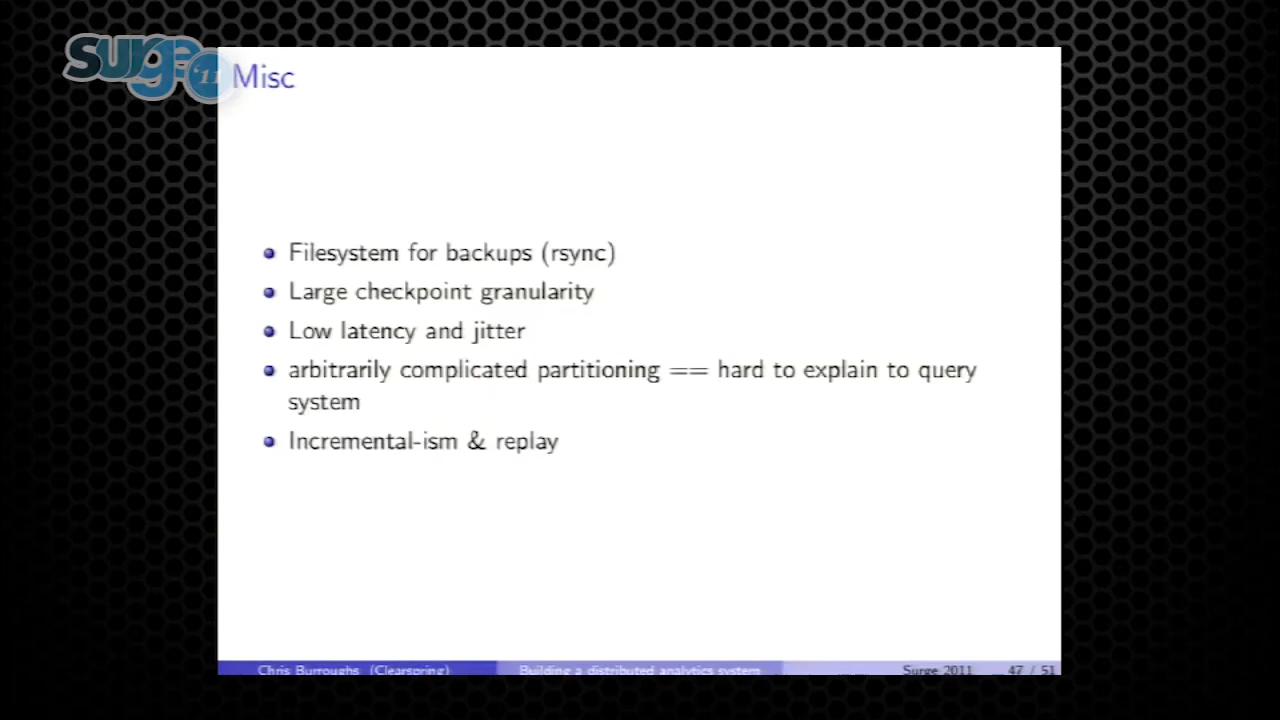 surge '11
Misc
Filesystem for backups (rsync)
Large checkpoint granularity
Low latency and jitter
arbitrarily complicated partitioning == hard to explain to query
system
Incremental-ism & replay
Chris Burroughs (Clearspring) Building a distributed analytics system Surge 2011 47 / 51